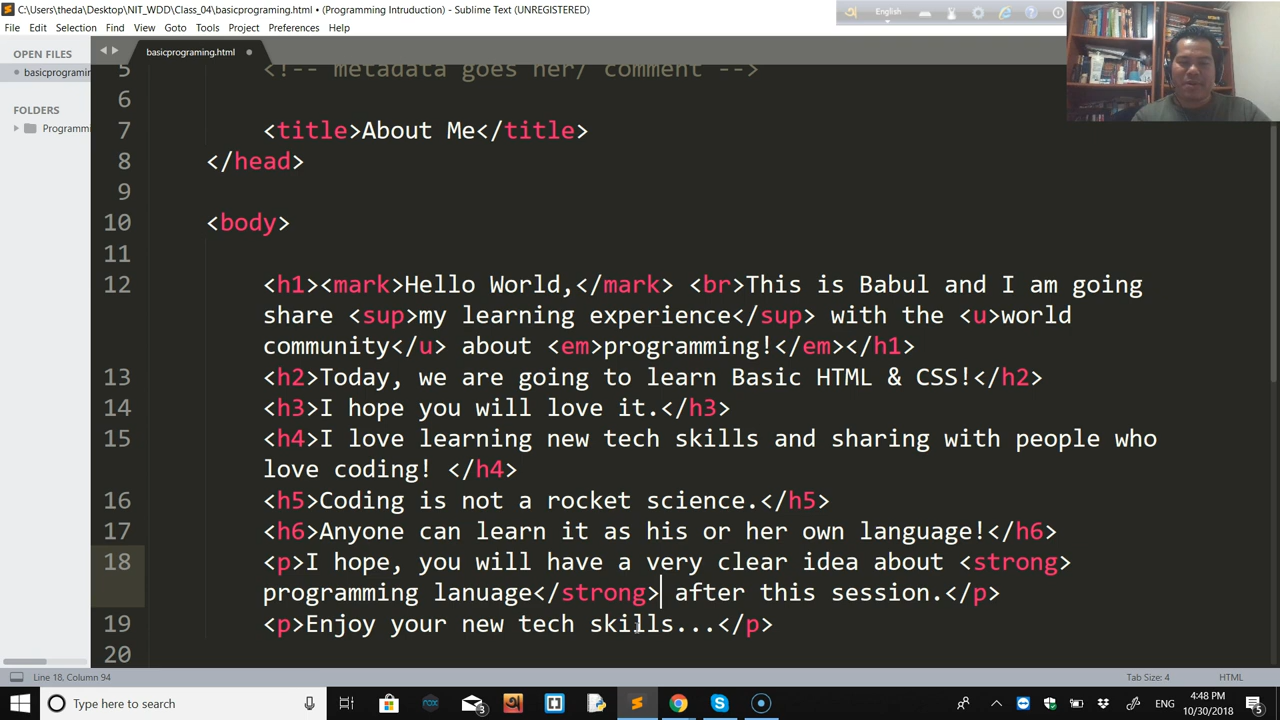 C:\Users\theda\Desktop\NIT_WDD\Class_04\basicprograming.html • (Programming Intruduction) - Sublime Text (UNREGISTERED)
English
File Edit Selection Find View Goto Tools Project Preferences Help
OPEN FILES
basicprogramin
FOLDERS
Programm
basicprograming.html
5 <!-- metadata goes her/ comment -->
6
7 <title>About Me</title>
8 </head>
9
10 <body>
11
12 <h1><mark>Hello World,</mark> <br>This is Babul and I am going
share <sup>my learning experience</sup> with the <u>world
community</u> about <em>programming!</em></h1>
13 <h2>Today, we are going to learn Basic HTML & CSS!</h2>
14 <h3>I hope you will love it.</h3>
15 <h4>I love learning new tech skills and sharing with people who
love coding! </h4>
16 <h5>Coding is not a rocket science.</h5>
17 <h6>Anyone can learn it as his or her own language!</h6>
18 <p>I hope, you will have a very clear idea about <strong>
programming lanuage</strong> after this session.</p>
19 <p>Enjoy your new tech skills...</p>
20
Line 18, Column 94
Tab Size: 4
HTML
Type here to search
3
ENG
4:48 PM
10/30/2018
5